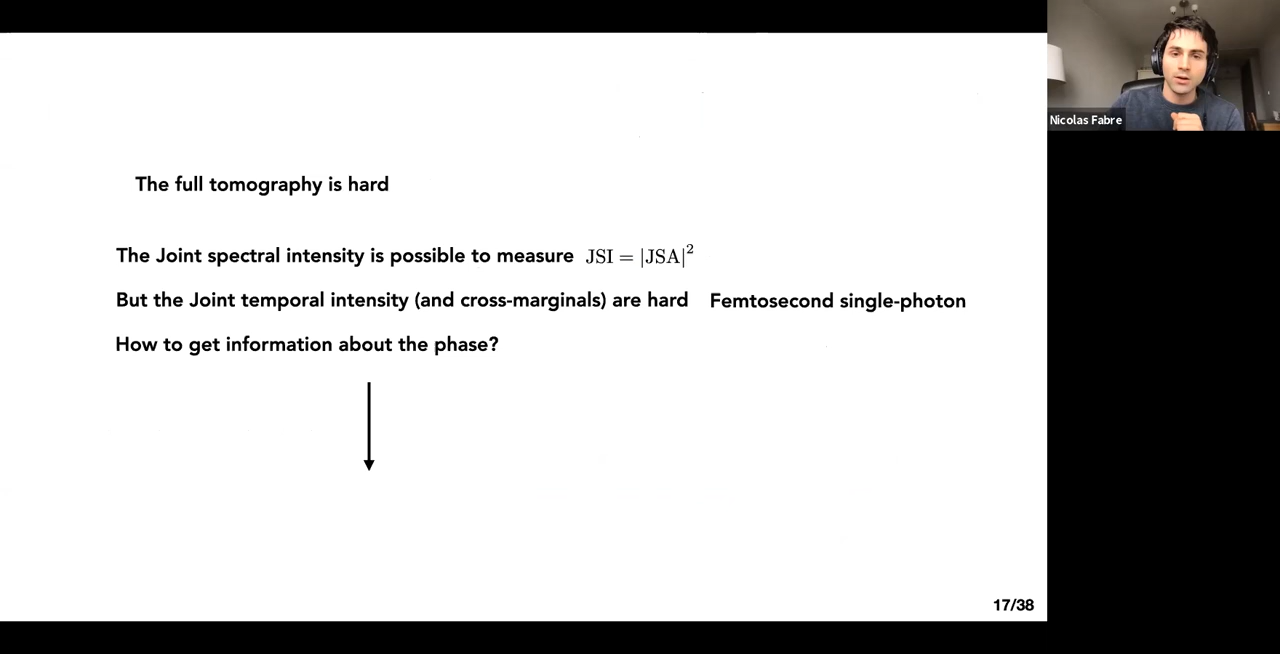 The full tomography is hard
The Joint spectral intensity is possible to measure JSI = |JSA|²
But the Joint temporal intensity (and cross-marginals) are hard Femtosecond single-photon
How to get information about the phase?
17/38
Nicolas Fabre